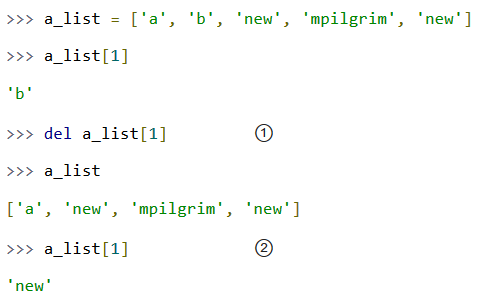 >>> a_list = ['a', 'b', 'new', 'mpilgrim', 'new']
>>> a_list[1]
'b'
>>> del a_list[1] ①
>>> a_list
['a', 'new', 'mpilgrim', 'new']
>>> a_list[1] ②
'new'